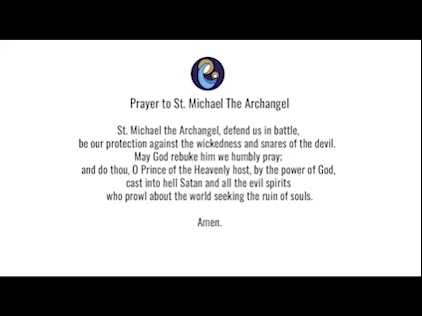 Prayer to St. Michael The Archangel
St. Michael the Archangel, defend us in battle,
be our protection against the wickedness and snares of the devil.
May God rebuke him we humbly pray;
and do thou, O Prince of the Heavenly host, by the power of God,
cast into hell Satan and all the evil spirits
who prowl about the world seeking the ruin of souls.
Amen.